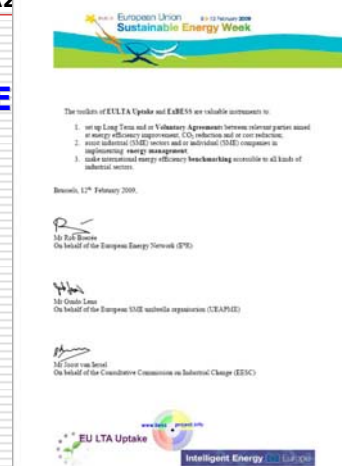 European Union
9 - 13 February 2009
Sustainable Energy Week
The toolkits of EULTA Uptake and ExBESS are valuable instruments to:
1. set up Long Term and or Voluntary Agreements between relevant parties aimed
at energy efficiency improvement, CO2 reduction and or cost reduction;
2. assist industrial (SME) sectors and or individual (SME) companies in
implementing energy management;
3. make international energy efficiency benchmarking accessible to all kinds of
industrial sectors.
Brussels, 12th February 2009,
Mr Rob Boerée
On behalf of the European Energy Network (EⁿR)
Mr Guido Lena
On behalf of the European SME umbrella organisation (UEAPME)
Mr Joost van Iersel
On behalf of the Consultative Commission on Industrial Change (EESC)
EU LTA Uptake
Intelligent Energy Europe